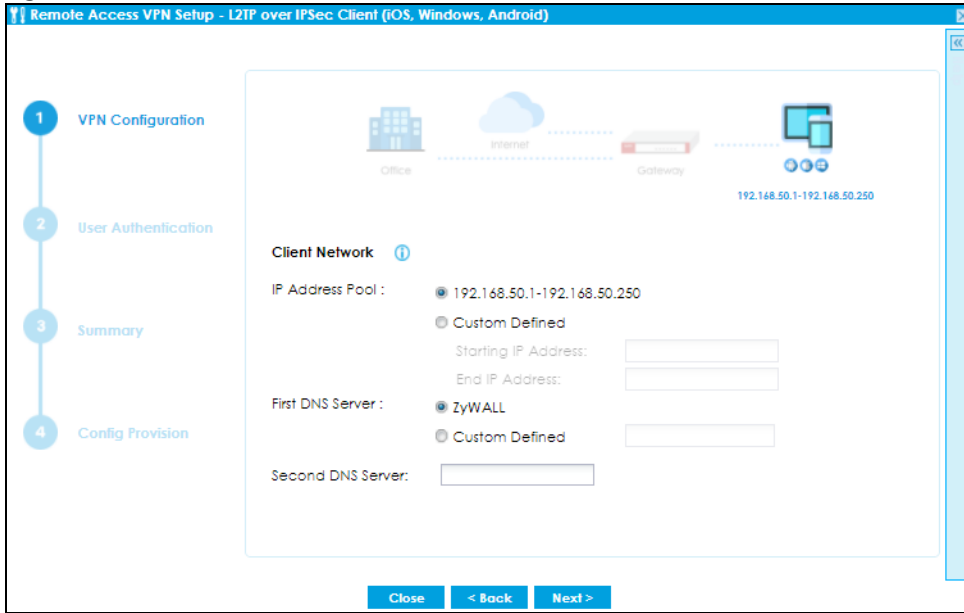 Remote Access VPN Setup - L2TP over IPSec Client (iOS, Windows, Android)
1 VPN Configuration
2 User Authentication
3 Summary
4 Config Provision
Office
Internet
Gateway
192.168.50.1-192.168.50.250
Client Network
IP Address Pool :
192.168.50.1-192.168.50.250
Custom Defined
Starting IP Address:
End IP Address:
First DNS Server :
ZyWALL
Custom Defined
Second DNS Server:
Close
< Back
Next >